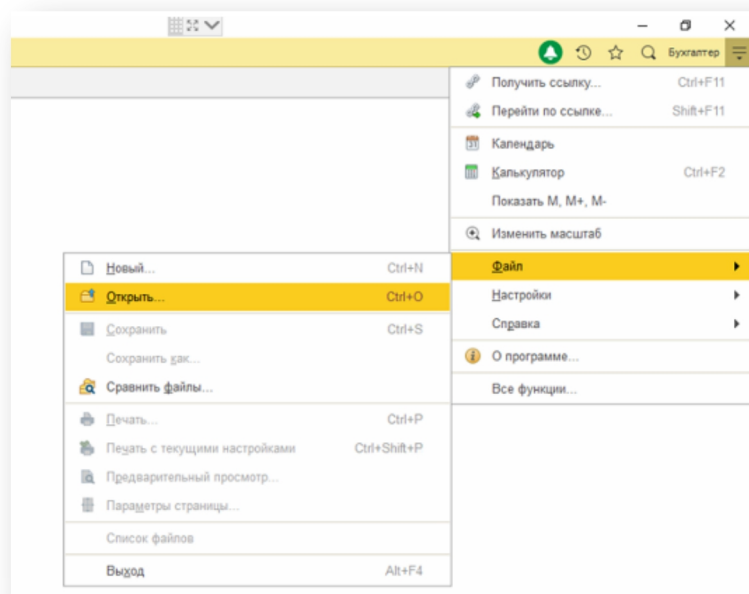 Бухгалтер
Получить ссылку... Ctrl+F11
Перейти по ссылке... Shift+F11
31 Календарь
Калькулятор Ctrl+F2
Показать M, M+, M-
Изменить масштаб
Файл
Настройки
Справка
О программе...
Все функции...
Новый... Ctrl+N
Открыть... Ctrl+O
Сохранить Ctrl+S
Сохранить как...
Сравнить файлы...
Печать... Ctrl+P
Печать с текущими настройками Ctrl+Shift+P
Предварительный просмотр...
Параметры страницы...
Список файлов
Выход Alt+F4